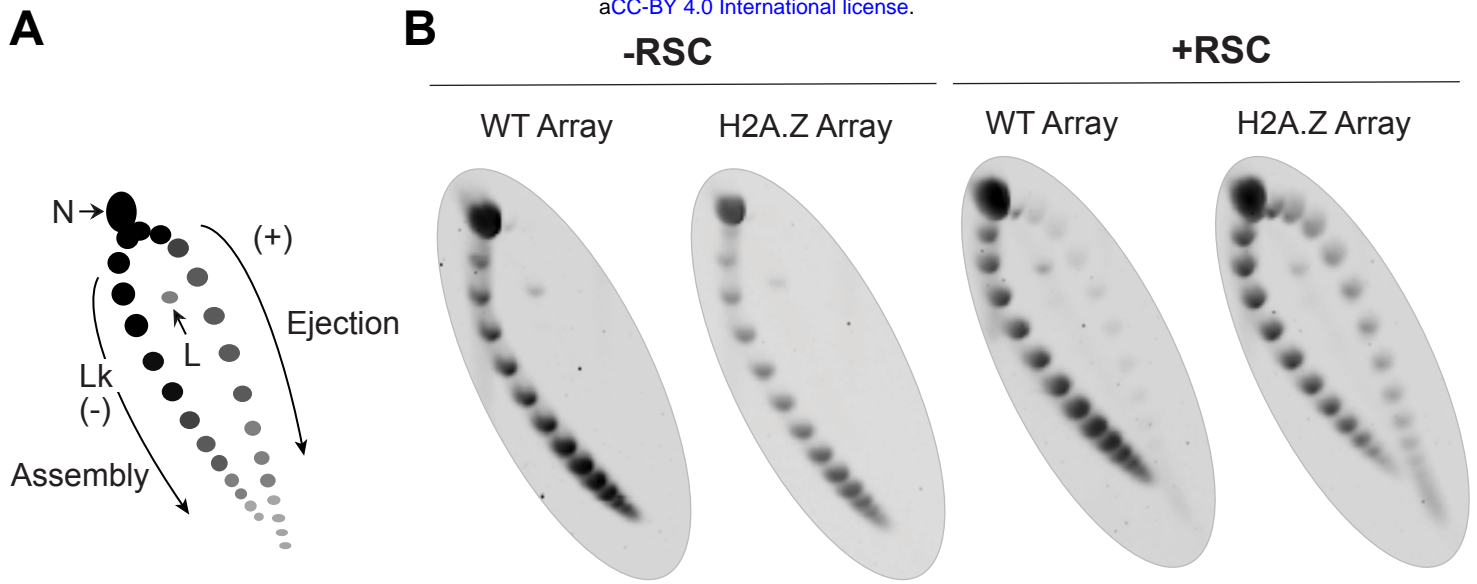 aCC-BY 4.0 International license.
A
B
-RSC
+RSC
WT Array
H2A.Z Array
WT Array
H2A.Z Array
N
(+)
Ejection
L
Lk
(-)
Assembly